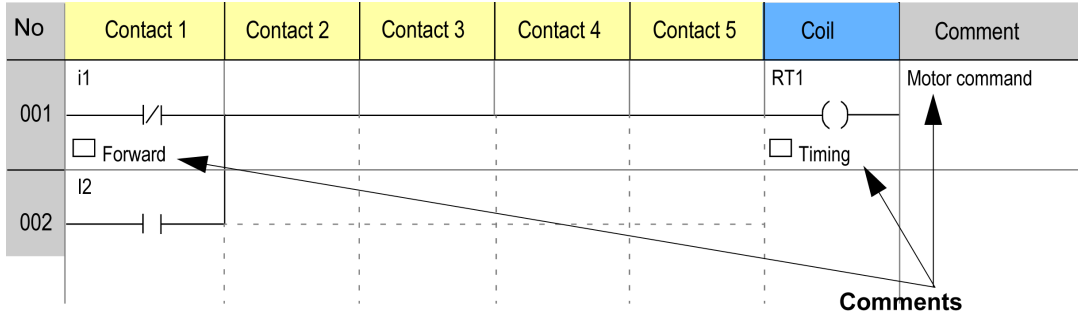 No Contact 1 Contact 2 Contact 3 Contact 4 Contact 5 Coil Comment
i1 RT1 Motor command
001
Forward Timing
I2
002
Comments